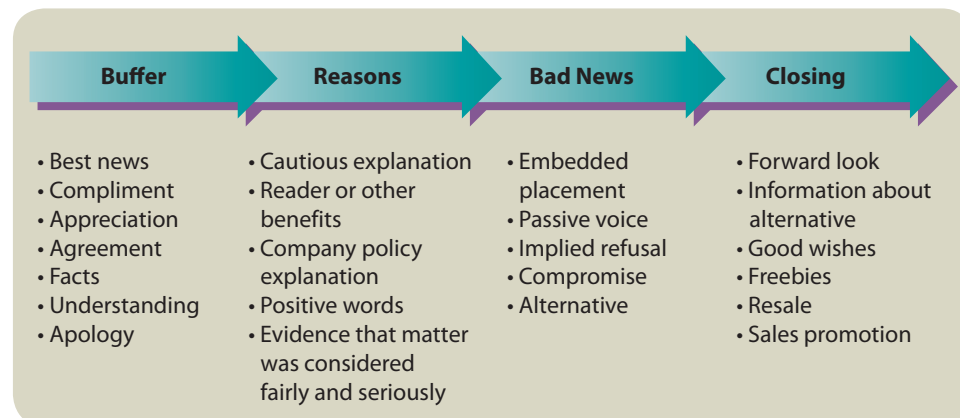 Buffer
Reasons
Bad News
Closing
• Best news
• Compliment
• Appreciation
• Agreement
• Facts
• Understanding
• Apology
• Cautious explanation
• Reader or other
benefits
• Company policy
explanation
• Positive words
• Evidence that matter
was considered
fairly and seriously
• Embedded
placement
• Passive voice
• Implied refusal
• Compromise
• Alternative
• Forward look
• Information about
alternative
• Good wishes
• Freebies
• Resale
• Sales promotion